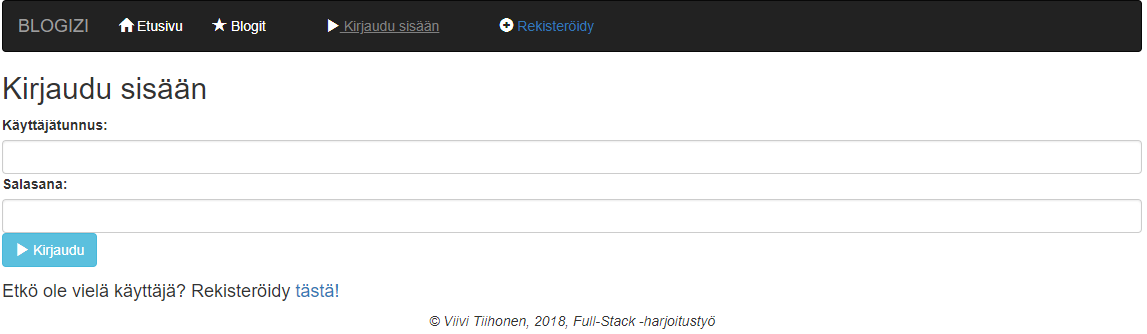 BLOGIZI Etusivu Blogit Kirjaudu sisään Rekisteröidy
Kirjaudu sisään
Käyttäjätunnus:
Salasana:
Kirjaudu
Etkö ole vielä käyttäjä? Rekisteröidy tästä!
© Viivi Tiihonen, 2018, Full-Stack -harjoitustyö